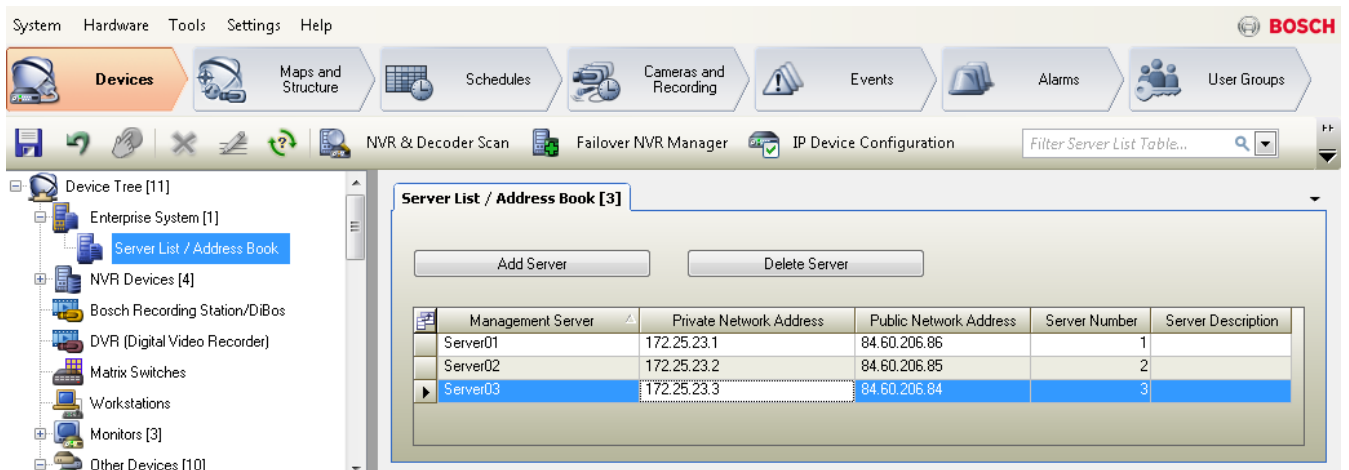 System Hardware Tools Settings Help
BOSCH
Devices
Maps and
Structure
Schedules
Cameras and
Recording
Events
Alarms
User Groups
NVR & Decoder Scan
Failover NVR Manager
IP Device Configuration
Filter Server List Table...
Device Tree [11]
Enterprise System [1]
Server List / Address Book
NVR Devices [4]
Bosch Recording Station/DiBos
DVR (Digital Video Recorder)
Matrix Switches
Workstations
Monitors [3]
Other Devices [10]
Server List / Address Book [3]
Add Server Delete Server
Management Server Private Network Address Public Network Address Server Number Server Description
Server01 172.25.23.1 84.60.206.86 1
Server02 172.25.23.2 84.60.206.85 2
Server03 172.25.23.3 84.60.206.84 3